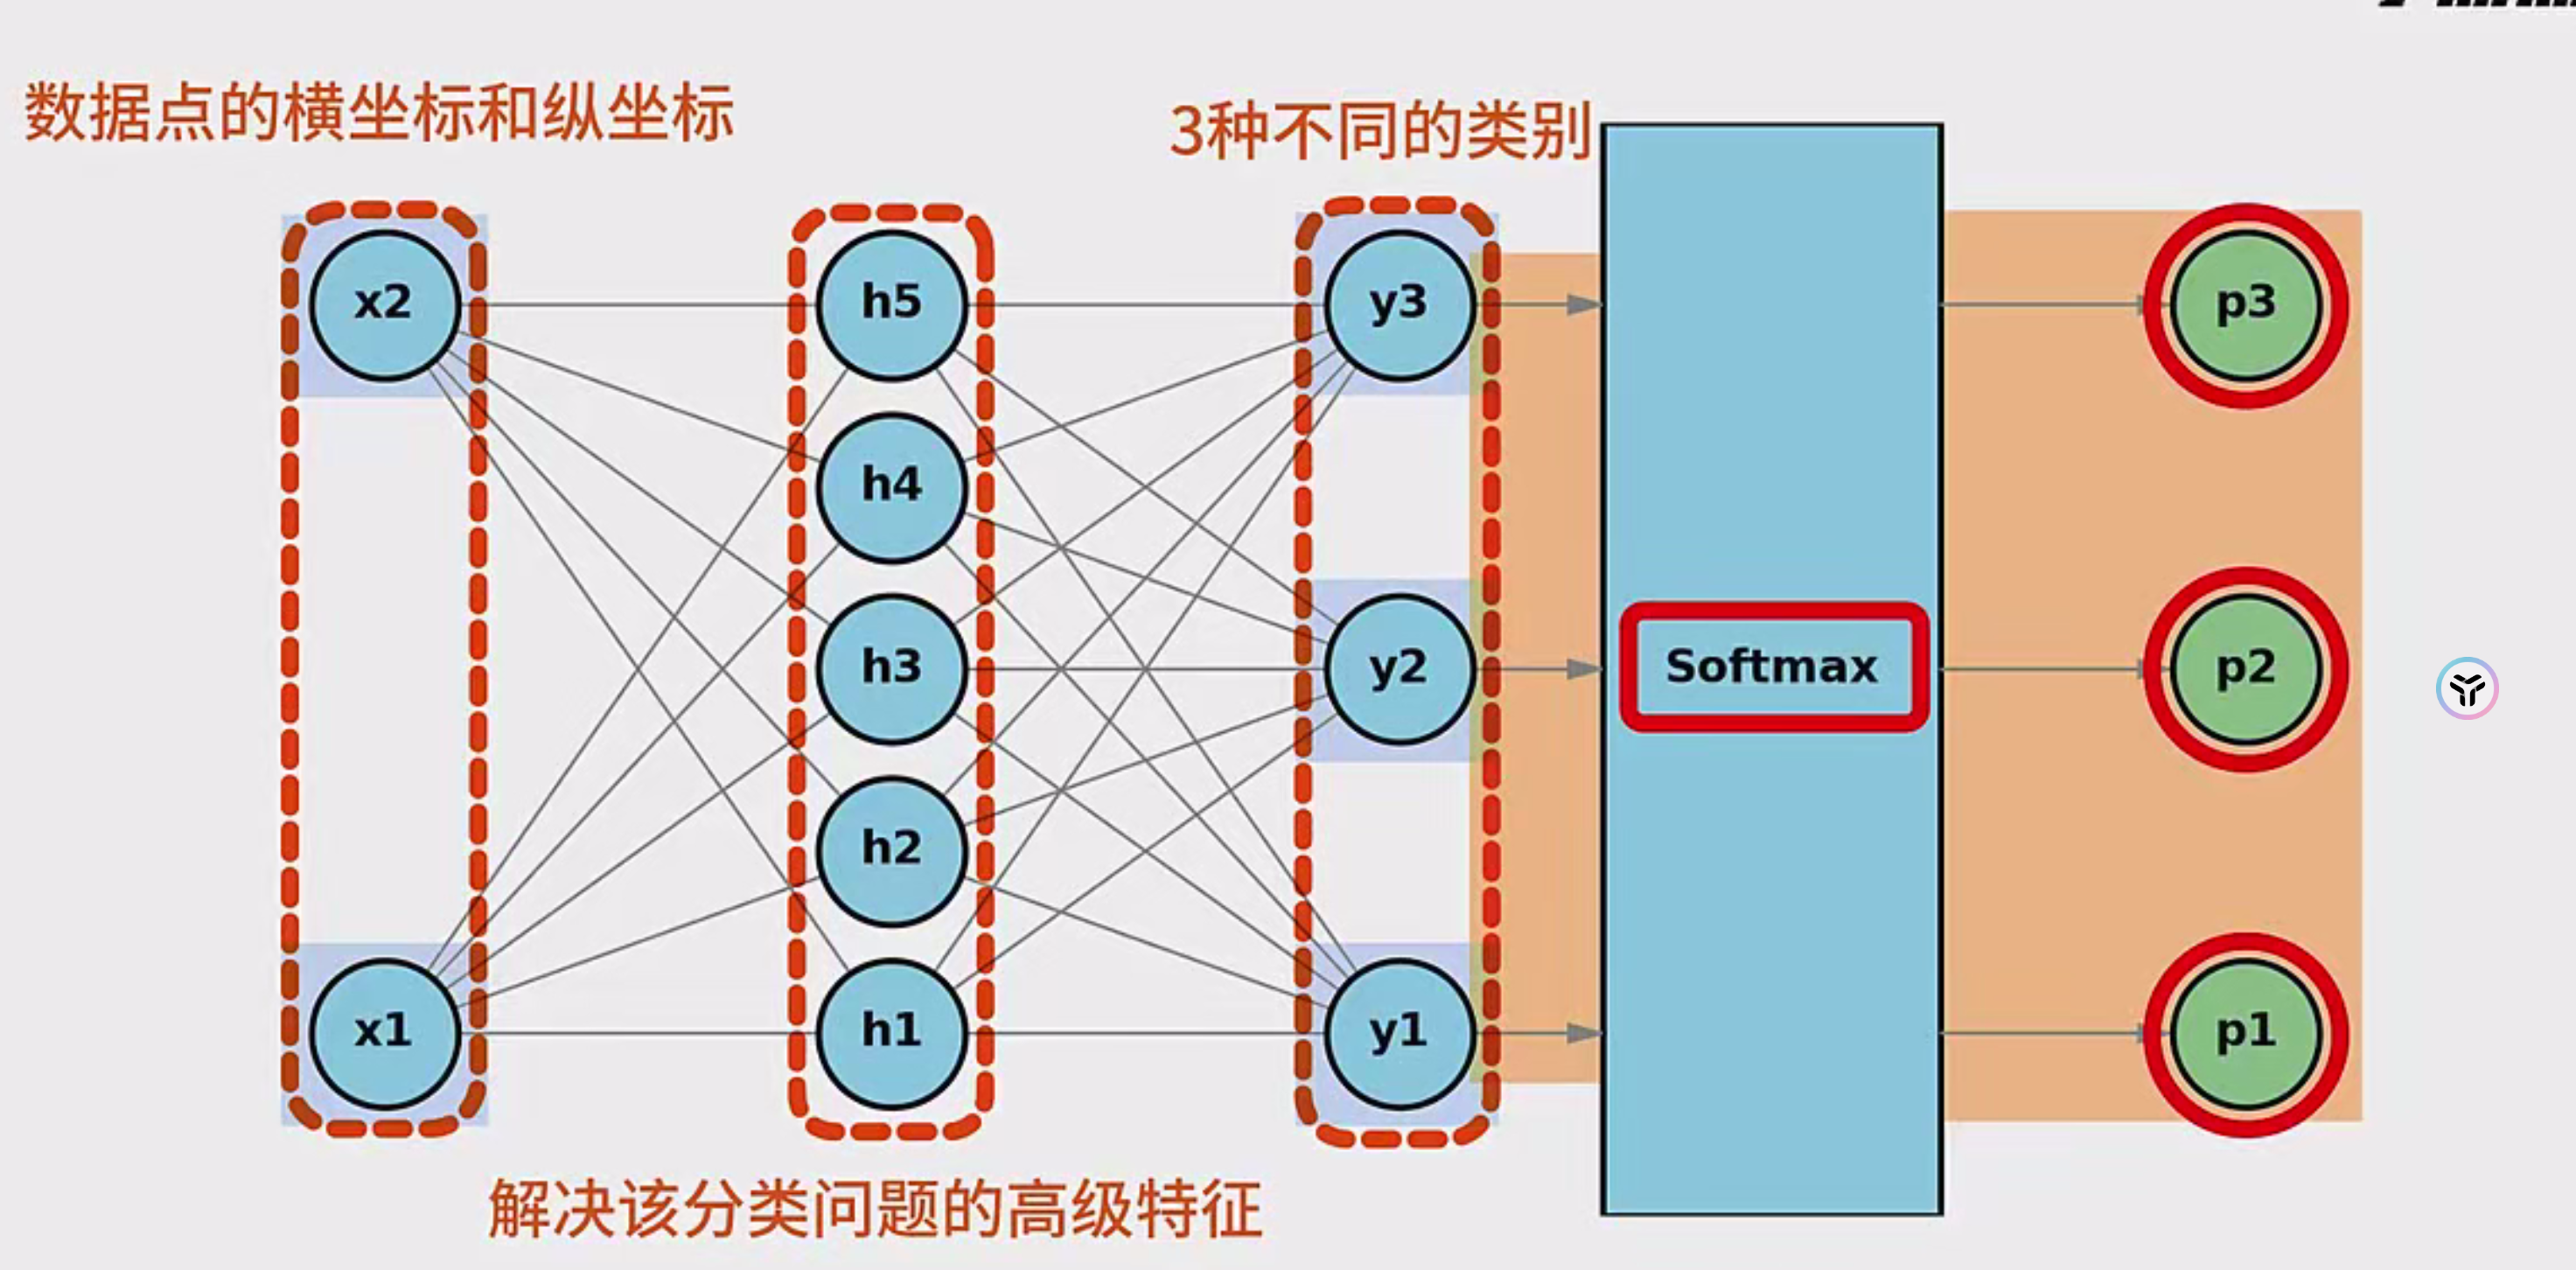 数据点的横坐标和纵坐标
3种不同的类别
x2
h5
y3
p3
h4
h3
y2
Softmax
p2
h2
x1
h1
y1
p1
解决该分类问题的高级特征